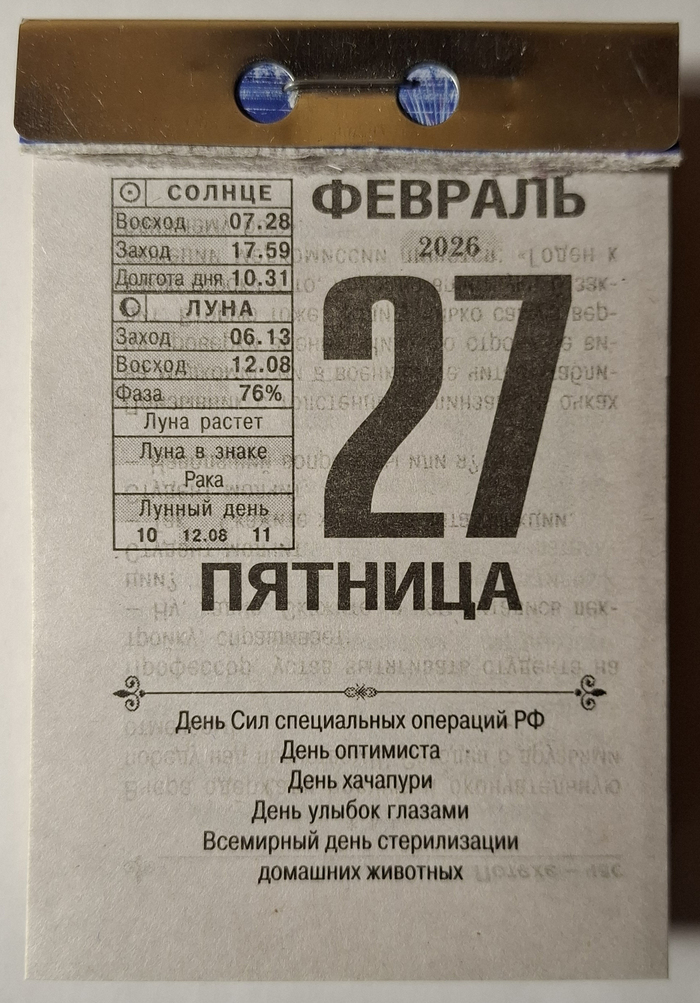 СОЛНЦЕ
Восход 07.28
Заход 17.59
Долгота дня 10.31
ЛУНА
Заход 06.13
Восход 12.08
Фаза 76%
Луна растет
Луна в знаке
Рака
Лунный день
10 12.08 11
ФЕВРАЛЬ
2026
27
ПЯТНИЦА
День Сил специальных операций РФ
День оптимиста
День хачапури
День улыбок глазами
Всемирный день стерилизации
домашних животных